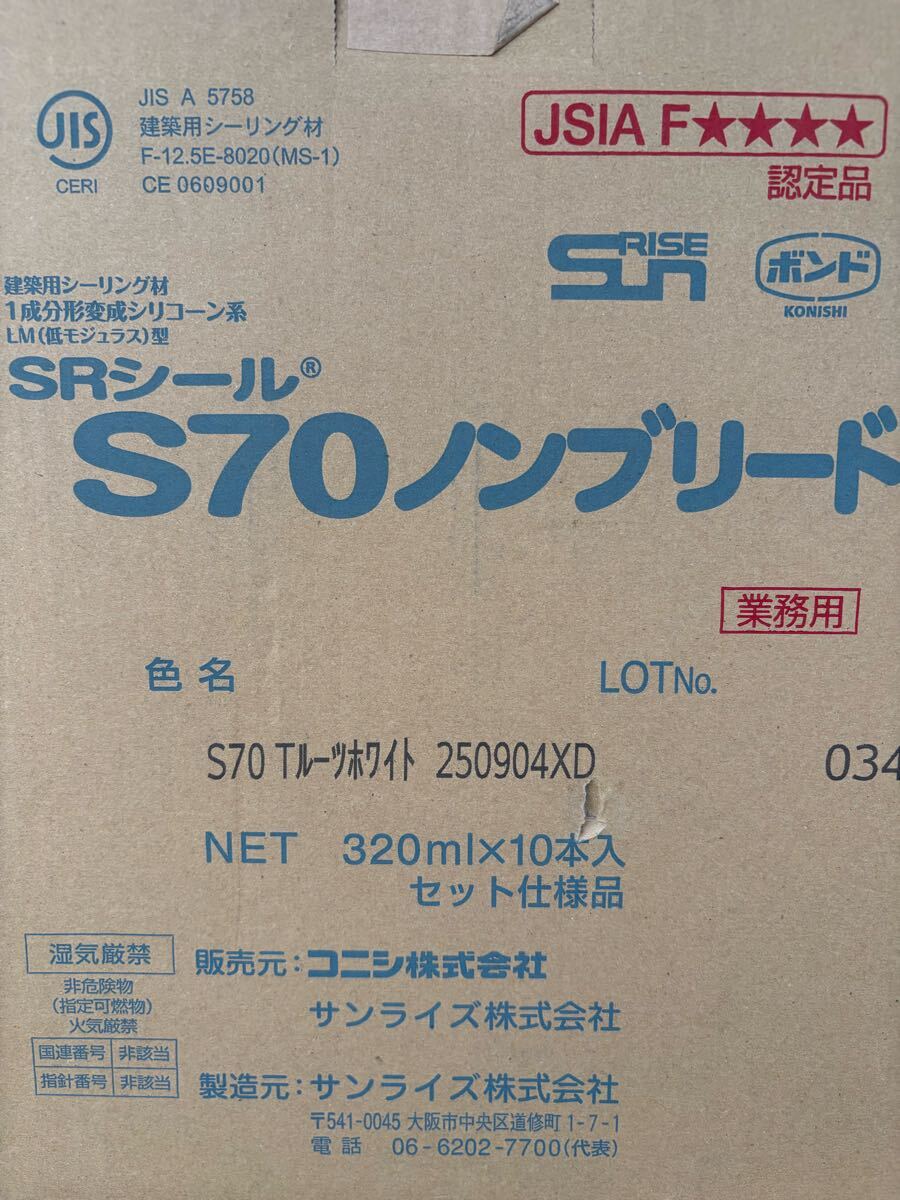 JIS
CERI
JIS A 5758
建築用シーリング材
F-12.5E-8020(MS-1)
CE 0609001
JSIA F★★★★
認定品
SUNRISE
ボンド
KONISHI
建築用シーリング材
1成分形変成シリコーン系
LM(低モジュラス)型
SRシール®
S70ノンブリード
業務用
色名
LOTNo.
S70 Tルーツホワイト 250904XD
034
NET 320ml×10本入
セット仕様品
湿気厳禁
非危険物
(指定可燃物)
火気厳禁
国連番号 非該当
指針番号 非該当
販売元:コニシ株式会社
サンライズ株式会社
製造元:サンライズ株式会社
〒541-0045 大阪市中央区道修町1-7-1
電話 06-6202-7700(代表)